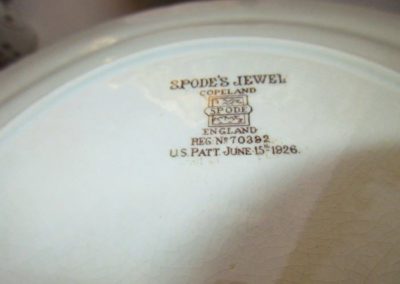 SPODE'S JEWEL
COPELAND
SPODE
ENGLAND
REG. No 70392
U.S. PATT. JUNE 15th 1926.